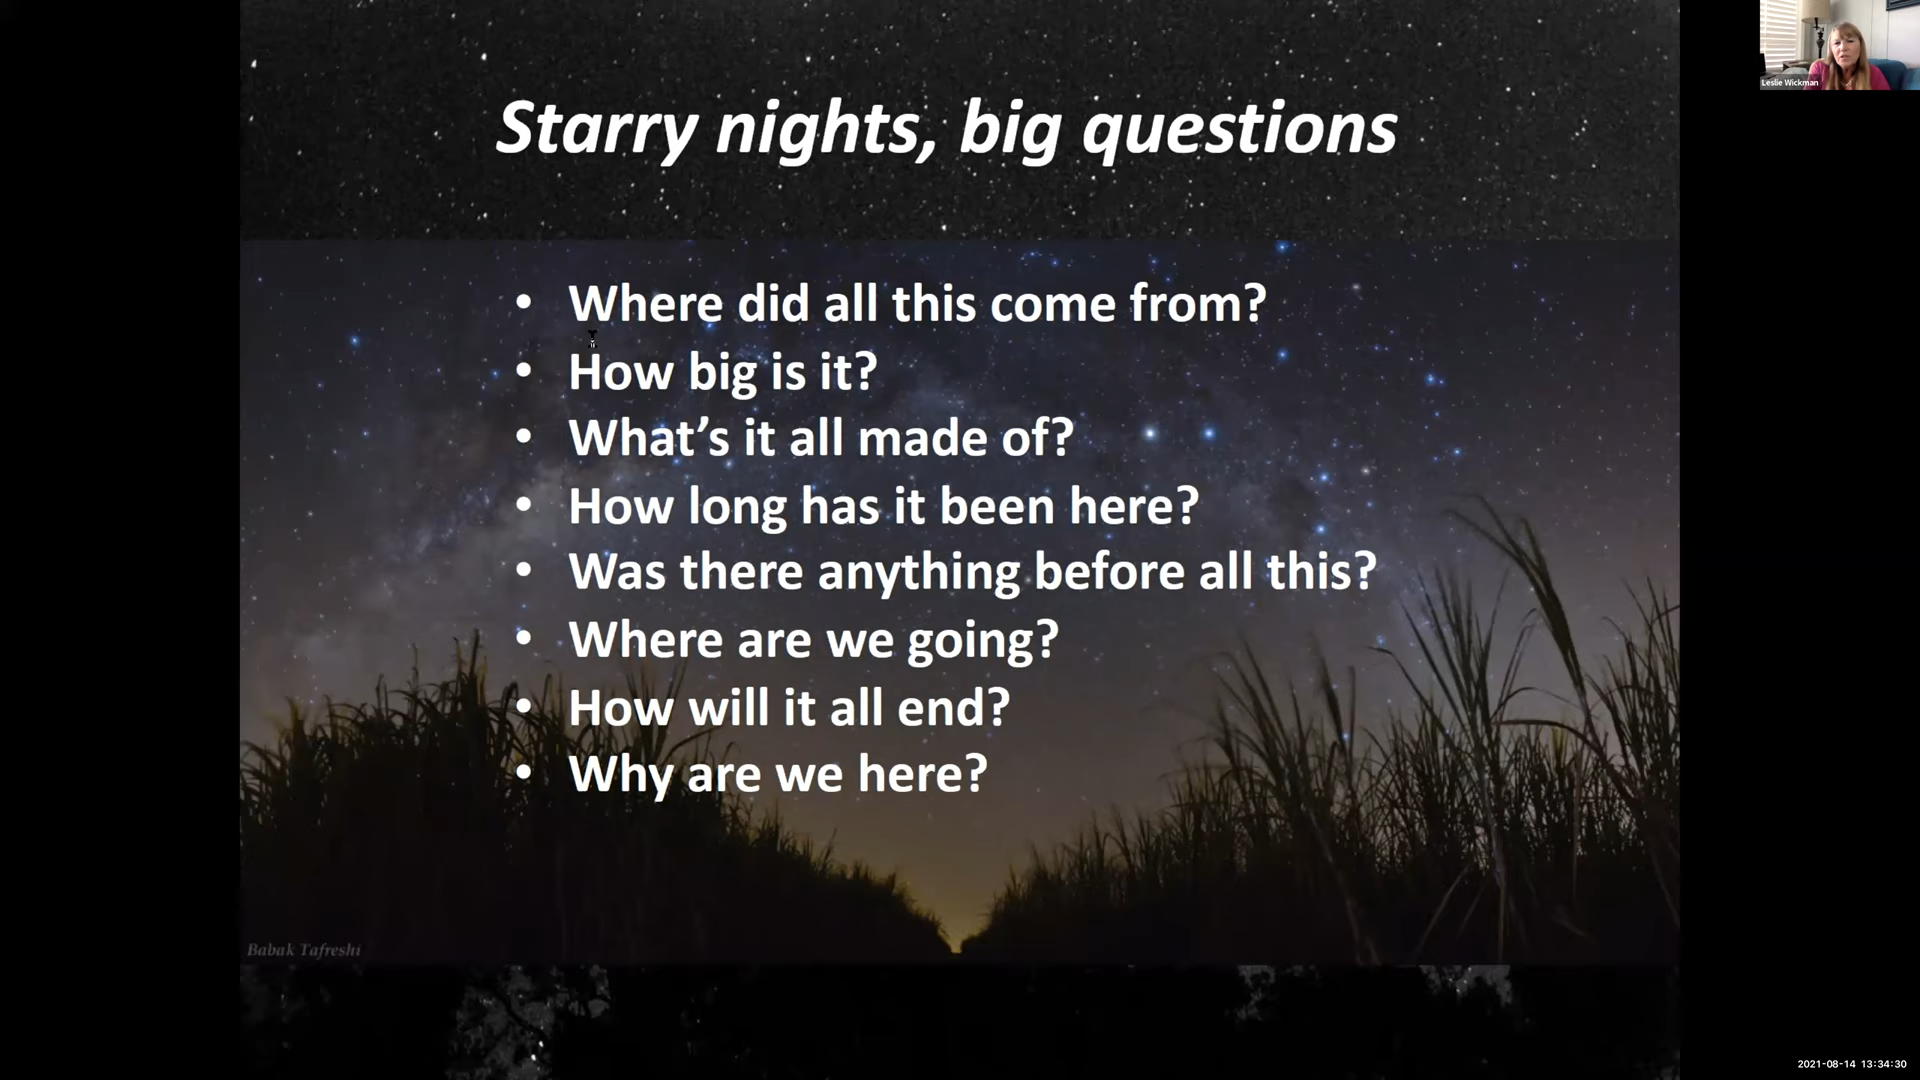 Leslie Wickman
Starry nights, big questions
• Where did all this come from?
• How big is it?
• What’s it all made of?
• How long has it been here?
• Was there anything before all this?
• Where are we going?
• How will it all end?
• Why are we here?
Babak Tafreshi
2021-08-14 13:34:30